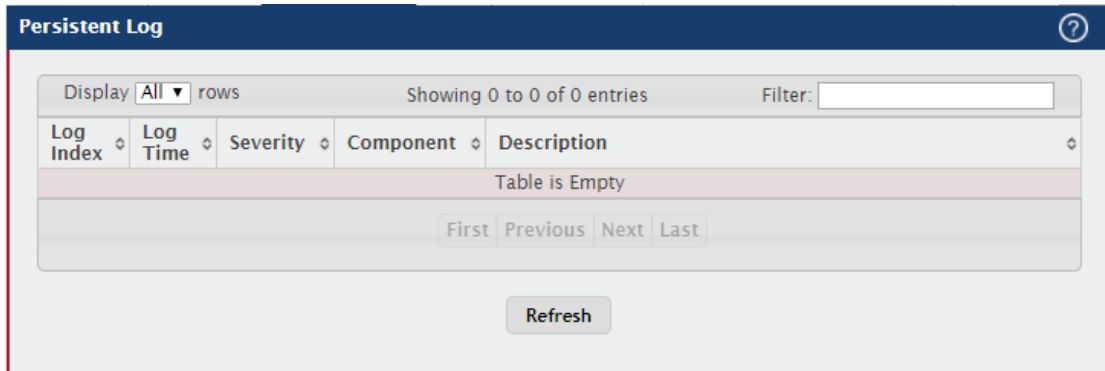 Persistent Log
?
Display All rows Showing 0 to 0 of 0 entries Filter:
Log Index Log Time Severity Component Description
Table is Empty
First Previous Next Last
Refresh